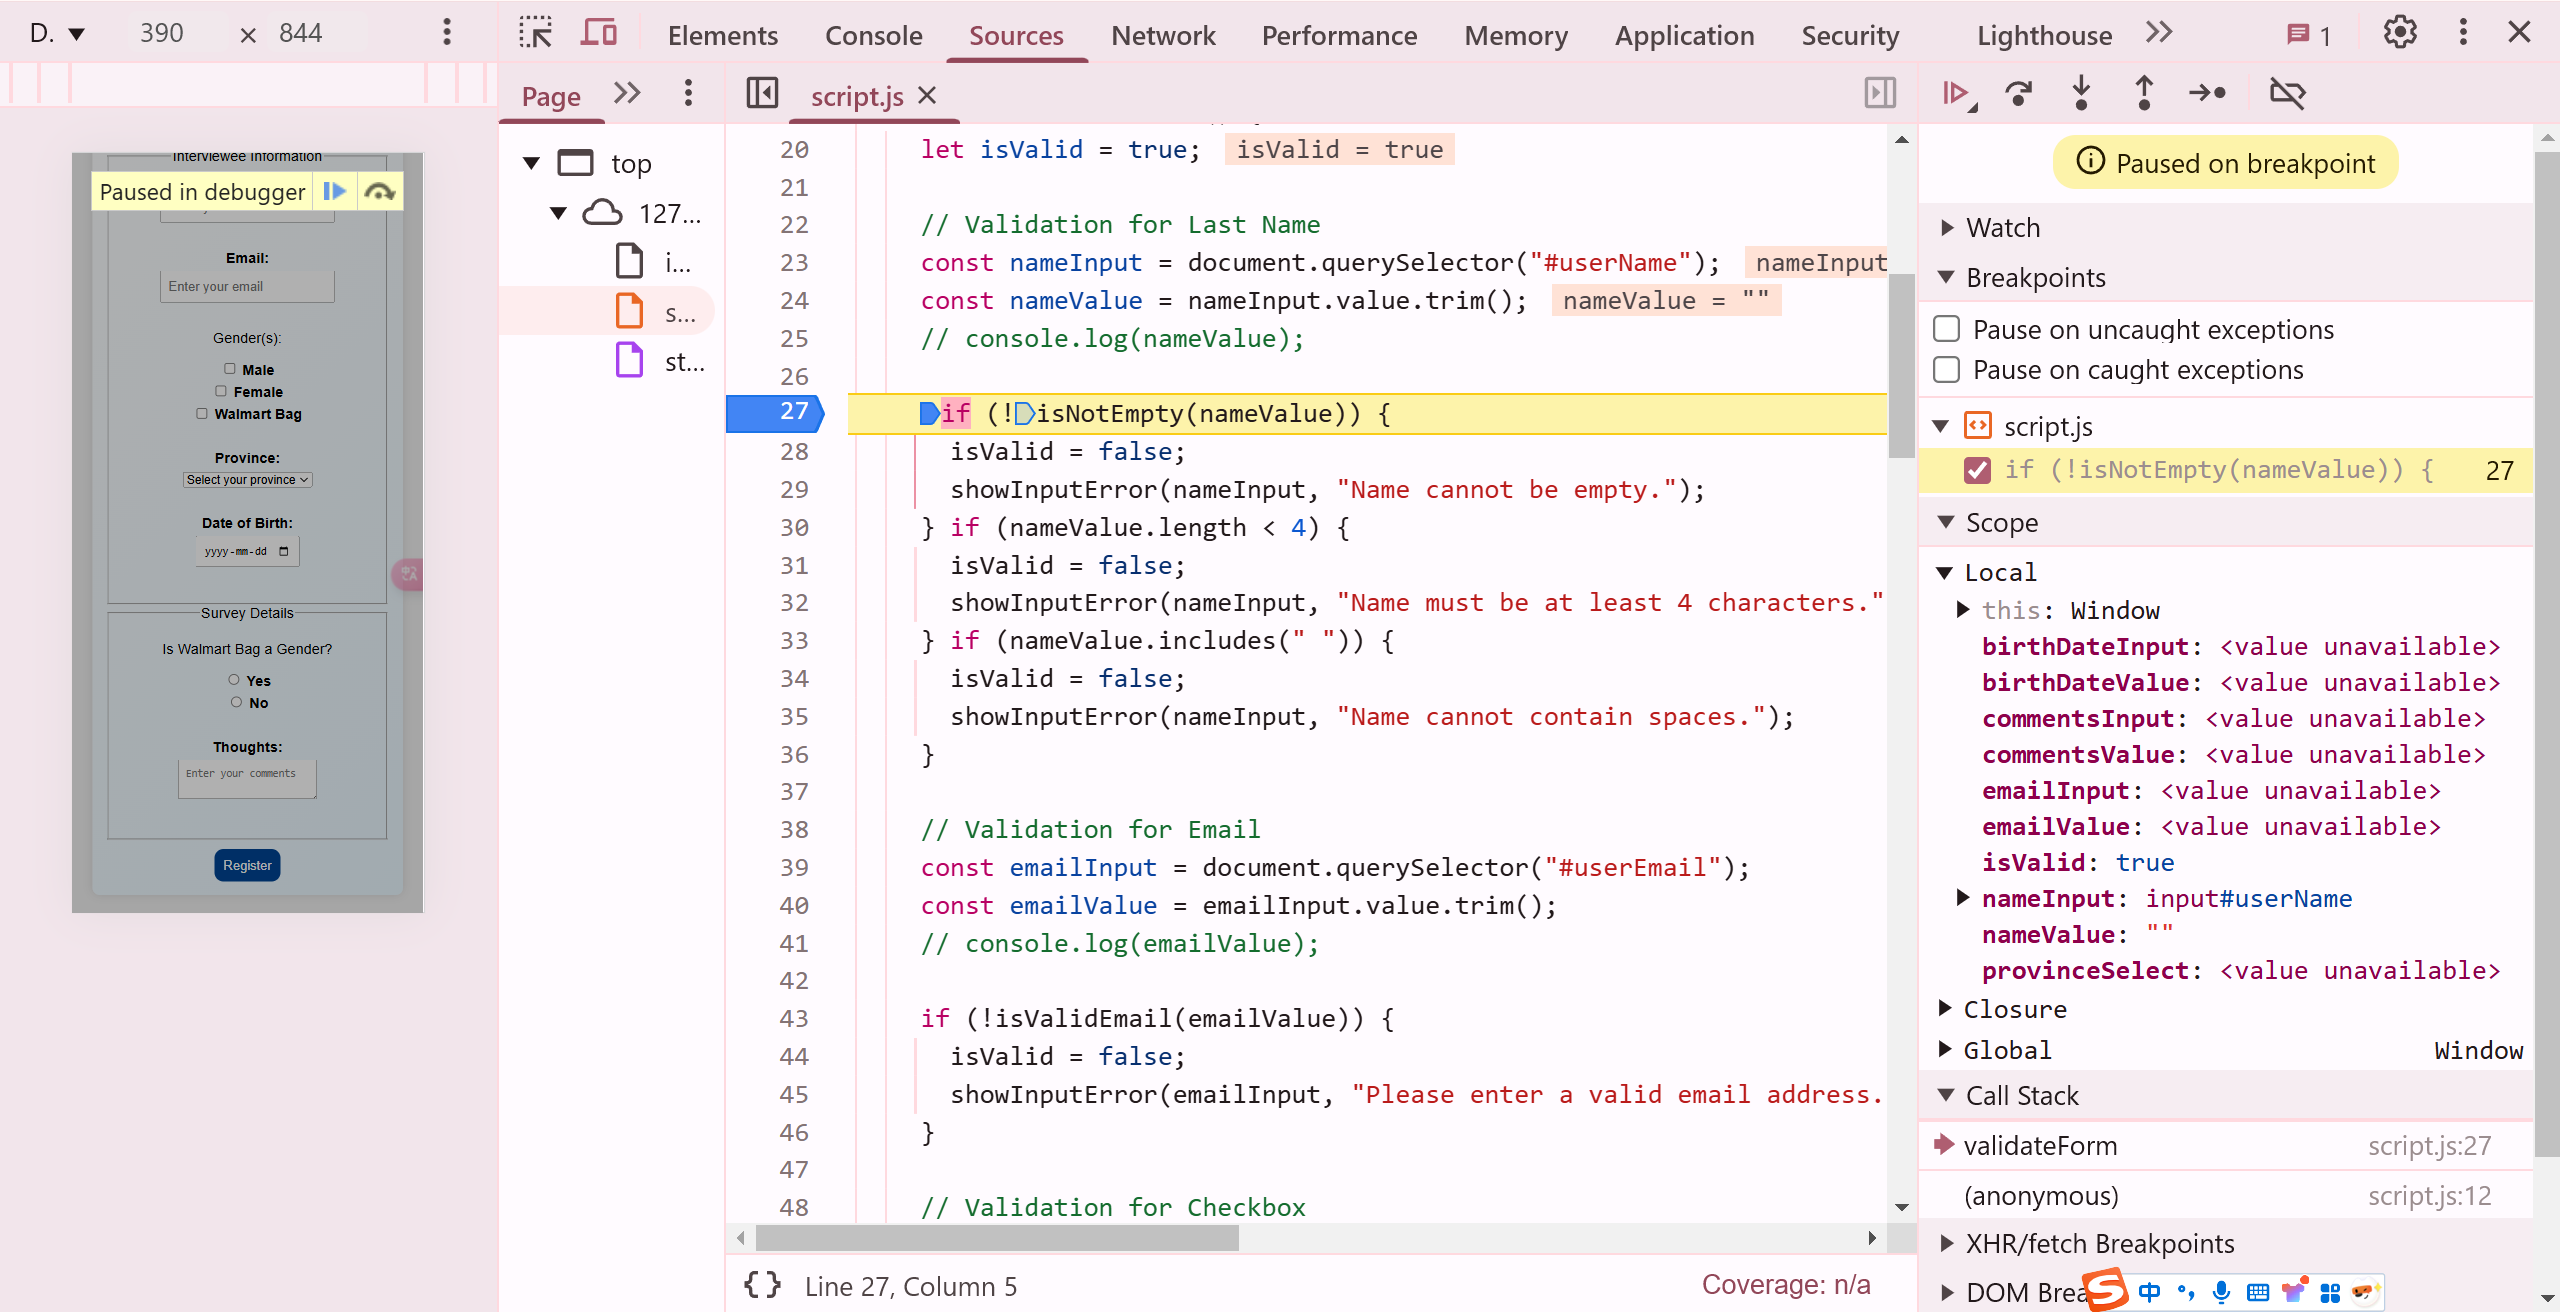 D. 390 × 844
Elements Console Sources Network Performance Memory Application Security Lighthouse 1
Page
script.js
Interviewee Information
Paused in debugger
Email:
Enter your email
Gender(s):
Male
Female
Walmart Bag
Province:
Select your province
Date of Birth:
yyyy-mm-dd
Survey Details
Is Walmart Bag a Gender?
Yes
No
Thoughts:
Enter your comments
Register
top
127...
i...
s...
st...
20 let isValid = true; isValid = true
21
22 // Validation for Last Name
23 const nameInput = document.querySelector("#userName"); nameInput
24 const nameValue = nameInput.value.trim(); nameValue = ""
25 // console.log(nameValue);
26
27 if (!isNotEmpty(nameValue)) {
28 isValid = false;
29 showInputError(nameInput, "Name cannot be empty.");
30 } if (nameValue.length < 4) {
31 isValid = false;
32 showInputError(nameInput, "Name must be at least 4 characters."
33 } if (nameValue.includes(" ")) {
34 isValid = false;
35 showInputError(nameInput, "Name cannot contain spaces.");
36 }
37
38 // Validation for Email
39 const emailInput = document.querySelector("#userEmail");
40 const emailValue = emailInput.value.trim();
41 // console.log(emailValue);
42
43 if (!isValidEmail(emailValue)) {
44 isValid = false;
45 showInputError(emailInput, "Please enter a valid email address.
46 }
47
48 // Validation for Checkbox
{} Line 27, Column 5
Coverage: n/a
Paused on breakpoint
Watch
Breakpoints
Pause on uncaught exceptions
Pause on caught exceptions
script.js
if (!isNotEmpty(nameValue)) { 27
Scope
Local
this: Window
birthDateInput: <value unavailable>
birthDateValue: <value unavailable>
commentsInput: <value unavailable>
commentsValue: <value unavailable>
emailInput: <value unavailable>
emailValue: <value unavailable>
isValid: true
nameInput: input#userName
nameValue: ""
provinceSelect: <value unavailable>
Closure
Global Window
Call Stack
validateForm script.js:27
(anonymous) script.js:12
XHR/fetch Breakpoints
DOM Brea
S 中